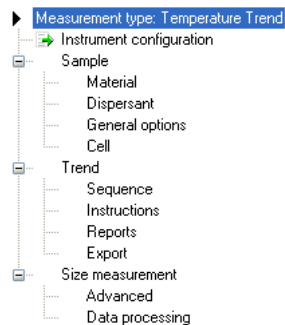 Measurement type: Temperature Trend
Instrument configuration
Sample
Material
Dispersant
General options
Cell
Trend
Sequence
Instructions
Reports
Export
Size measurement
Advanced
Data processing